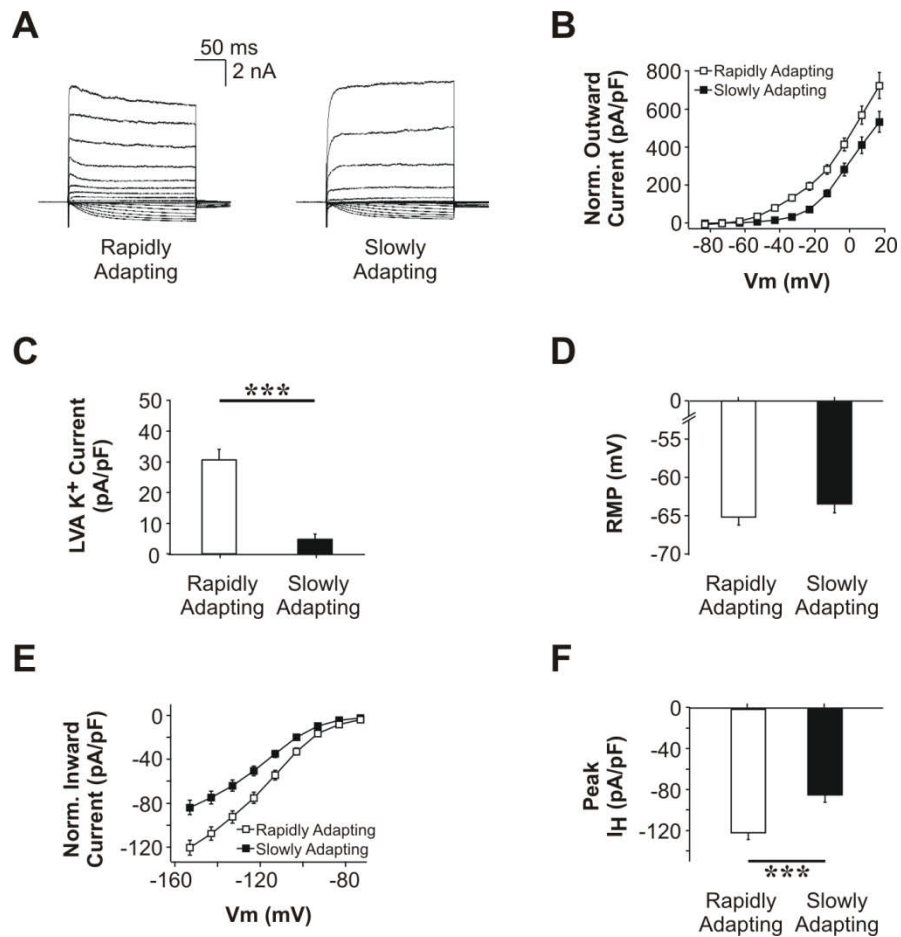 A
50 ms
2 nA
Rapidly
Adapting
Slowly
Adapting
B
Norm. Outward
Current (pA/pF)
800
600
400
200
0
Rapidly Adapting
Slowly Adapting
-80 -60 -40 -20 0 20
Vm (mV)
C
***
LVA K+ Current
(pA/pF)
50
40
30
20
10
0
Rapidly
Adapting
Slowly
Adapting
D
RMP (mV)
0
-55
-60
-65
-70
Rapidly
Adapting
Slowly
Adapting
E
Norm. Inward
Current (pA/pF)
0
-40
-80
-120
Rapidly Adapting
Slowly Adapting
-160 -120 -80
Vm (mV)
F
Peak
IH (pA/pF)
0
-40
-80
-120
***
Rapidly
Adapting
Slowly
Adapting